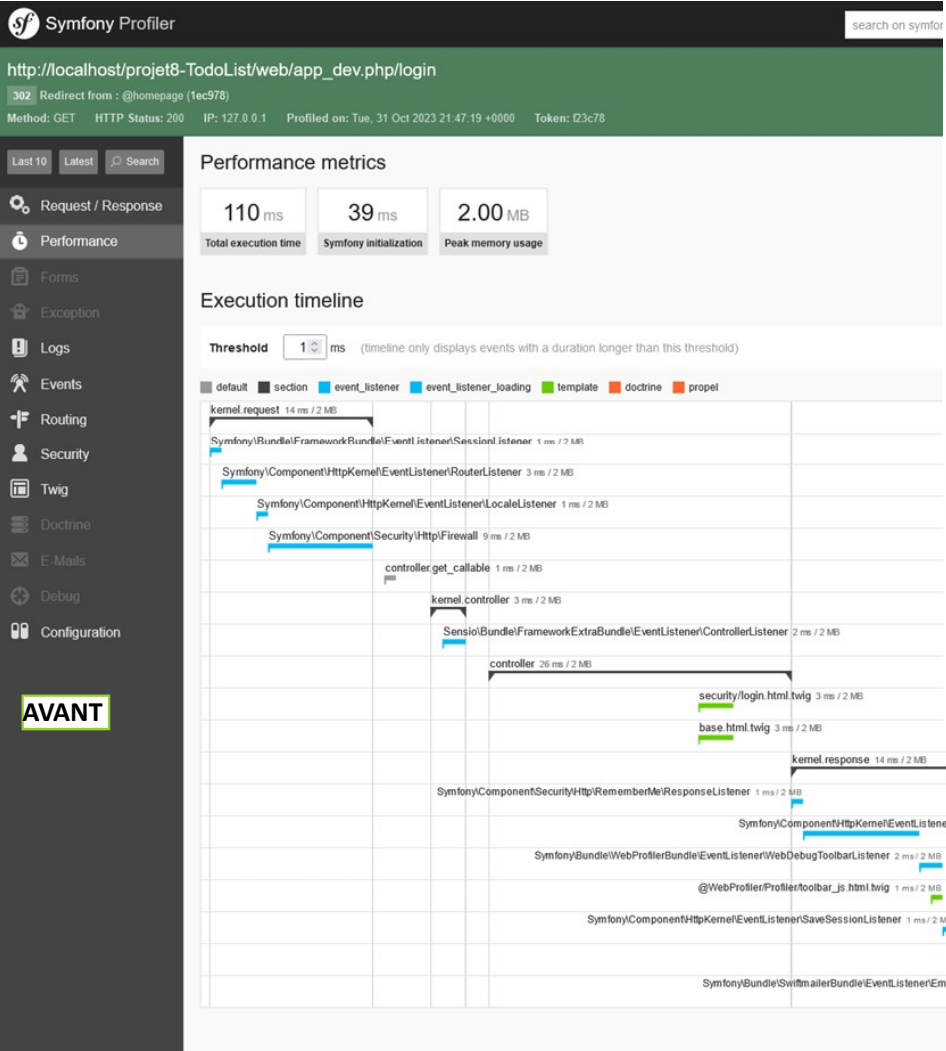 Symfony Profiler
search on symfor
http://localhost/projet8-TodoList/web/app_dev.php/login
302 Redirect from : @homepage (1ec978)
Method: GET HTTP Status: 200 IP: 127.0.0.1 Profiled on: Tue, 31 Oct 2023 21:47:19 +0000 Token: f23c78
Last 10 Latest Search
Request / Response
Performance
Forms
Exception
Logs
Events
Routing
Security
Twig
Doctrine
E-Mails
Debug
Configuration
AVANT
Performance metrics
110 ms
Total execution time
39 ms
Symfony initialization
2.00 MB
Peak memory usage
Execution timeline
Threshold 1 ms (timeline only displays events with a duration longer than this threshold)
default section event_listener event_listener_loading template doctrine propel
kernel.request 14 ms / 2 MB
Symfony\Bundle\FrameworkBundle\EventListener\SessionListener 1 ms / 2 MB
Symfony\Component\HttpKernel\EventListener\RouterListener 3 ms / 2 MB
Symfony\Component\HttpKernel\EventListener\LocaleListener 1 ms / 2 MB
Symfony\Component\Security\Http\Firewall 9 ms / 2 MB
controller.get_callable 1 ms / 2 MB
kernel.controller 3 ms / 2 MB
Sensio\Bundle\FrameworkExtraBundle\EventListener\ControllerListener 2 ms / 2 MB
controller 26 ms / 2 MB
security/login.html.twig 3 ms / 2 MB
base.html.twig 3 ms / 2 MB
kernel.response 14 ms / 2 MB
Symfony\Component\Security\Http\RememberMe\ResponseListener 1 ms / 2 MB
Symfony\Component\HttpKernel\EventListene
Symfony\Bundle\WebProfilerBundle\EventListener\WebDebugToolbarListener 2 ms / 2 MB
@WebProfiler/Profiler/toolbar_js.html.twig 1 ms / 2 MB
Symfony\Component\HttpKernel\EventListener\SaveSessionListener 1 ms / 2 M
Symfony\Bundle\SwiftmailerBundle\EventListener\Em